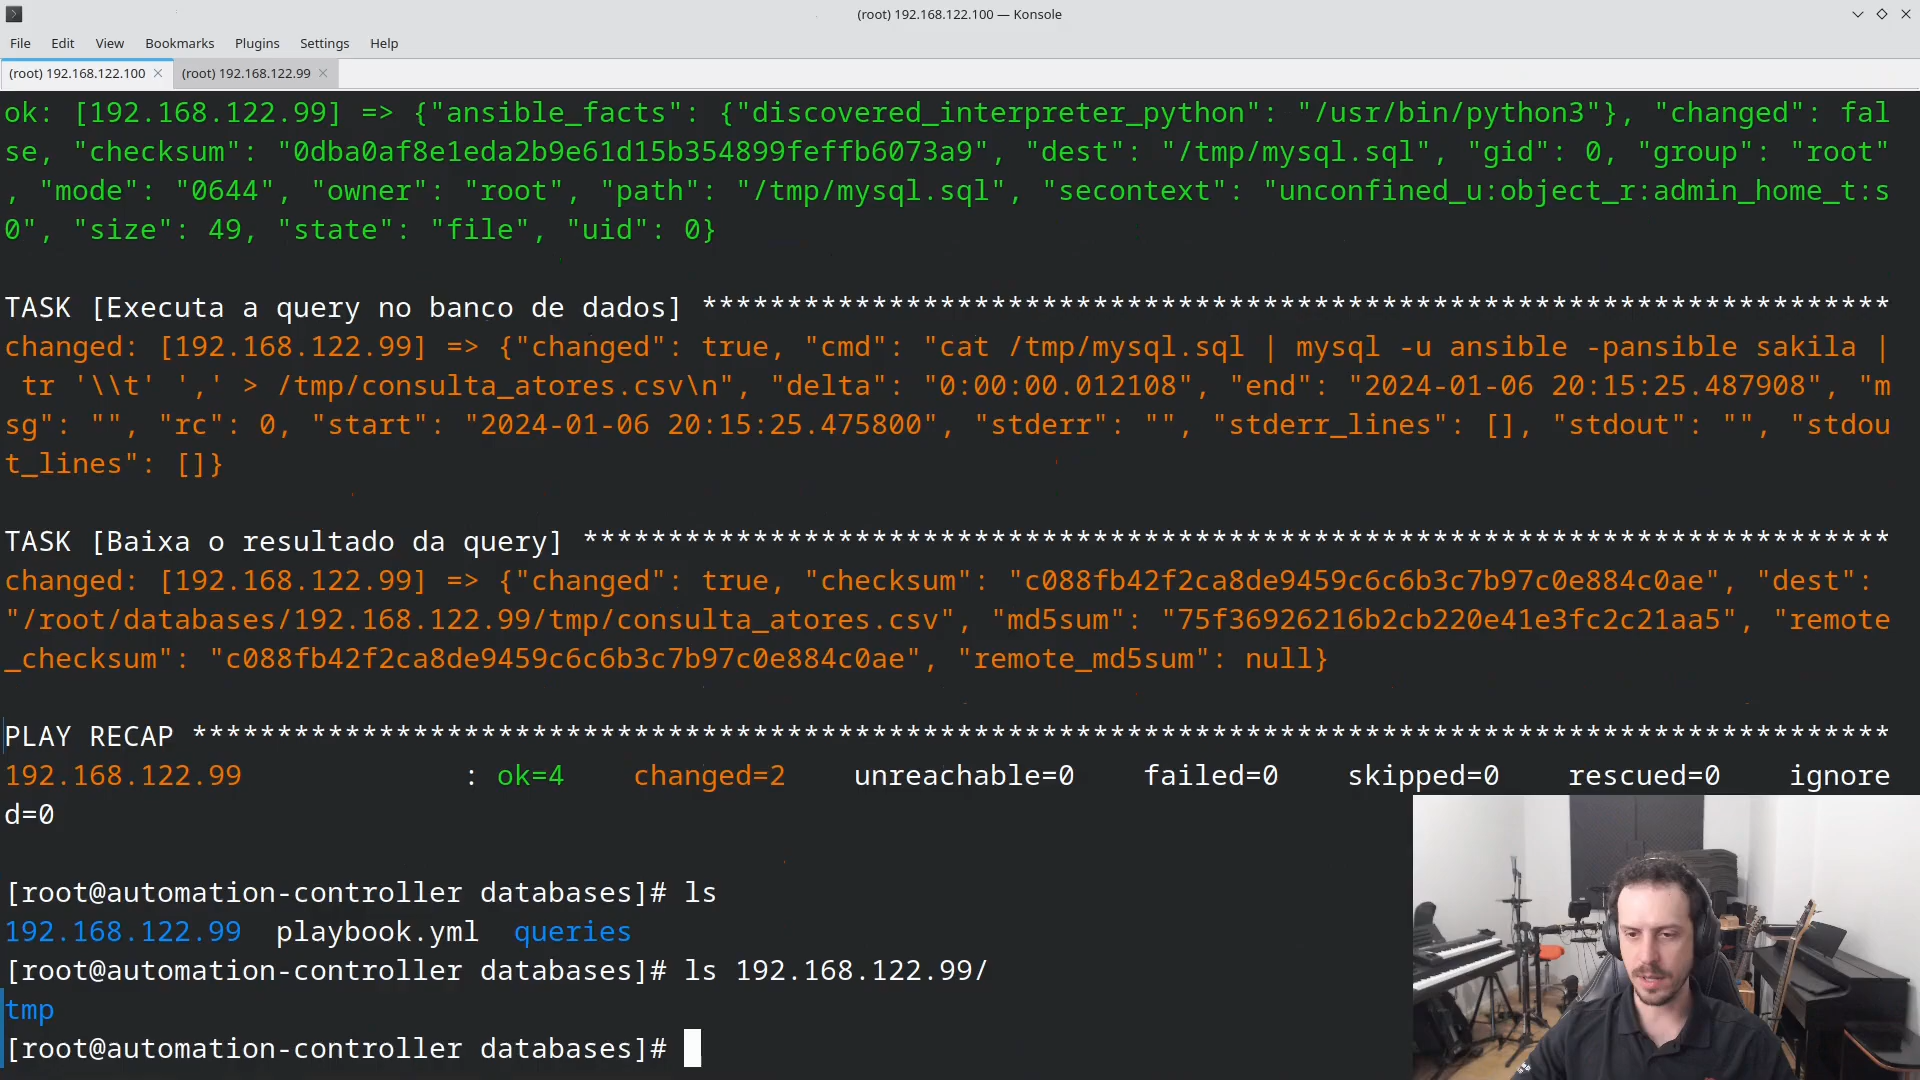 (root) 192.168.122.100 — Konsole
File Edit View Bookmarks Plugins Settings Help
(root) 192.168.122.100 (root) 192.168.122.99
ok: [192.168.122.99] => {"ansible_facts": {"discovered_interpreter_python": "/usr/bin/python3"}, "changed": fal
se, "checksum": "0dba0af8e1eda2b9e61d15b354899feffb6073a9", "dest": "/tmp/mysql.sql", "gid": 0, "group": "root"
, "mode": "0644", "owner": "root", "path": "/tmp/mysql.sql", "secontext": "unconfined_u:object_r:admin_home_t:s
0", "size": 49, "state": "file", "uid": 0}
TASK [Executa a query no banco de dados] **********************************************************************
changed: [192.168.122.99] => {"changed": true, "cmd": "cat /tmp/mysql.sql | mysql -u ansible -pansible sakila |
 tr '\\t' ',' > /tmp/consulta_atores.csv\n", "delta": "0:00:00.012108", "end": "2024-01-06 20:15:25.487908", "m
sg": "", "rc": 0, "start": "2024-01-06 20:15:25.475800", "stderr": "", "stderr_lines": [], "stdout": "", "stdou
t_lines": []}
TASK [Baixa o resultado da query] *****************************************************************************
changed: [192.168.122.99] => {"changed": true, "checksum": "c088fb42f2ca8de9459c6c6b3c7b97c0e884c0ae", "dest":
"/root/databases/192.168.122.99/tmp/consulta_atores.csv", "md5sum": "75f36926216b2cb220e41e3fc2c21aa5", "remote
_checksum": "c088fb42f2ca8de9459c6c6b3c7b97c0e884c0ae", "remote_md5sum": null}
PLAY RECAP ****************************************************************************************************
192.168.122.99             : ok=4    changed=2    unreachable=0    failed=0    skipped=0    rescued=0    ignore
d=0
[root@automation-controller databases]# ls
192.168.122.99  playbook.yml  queries
[root@automation-controller databases]# ls 192.168.122.99/
tmp
[root@automation-controller databases]#